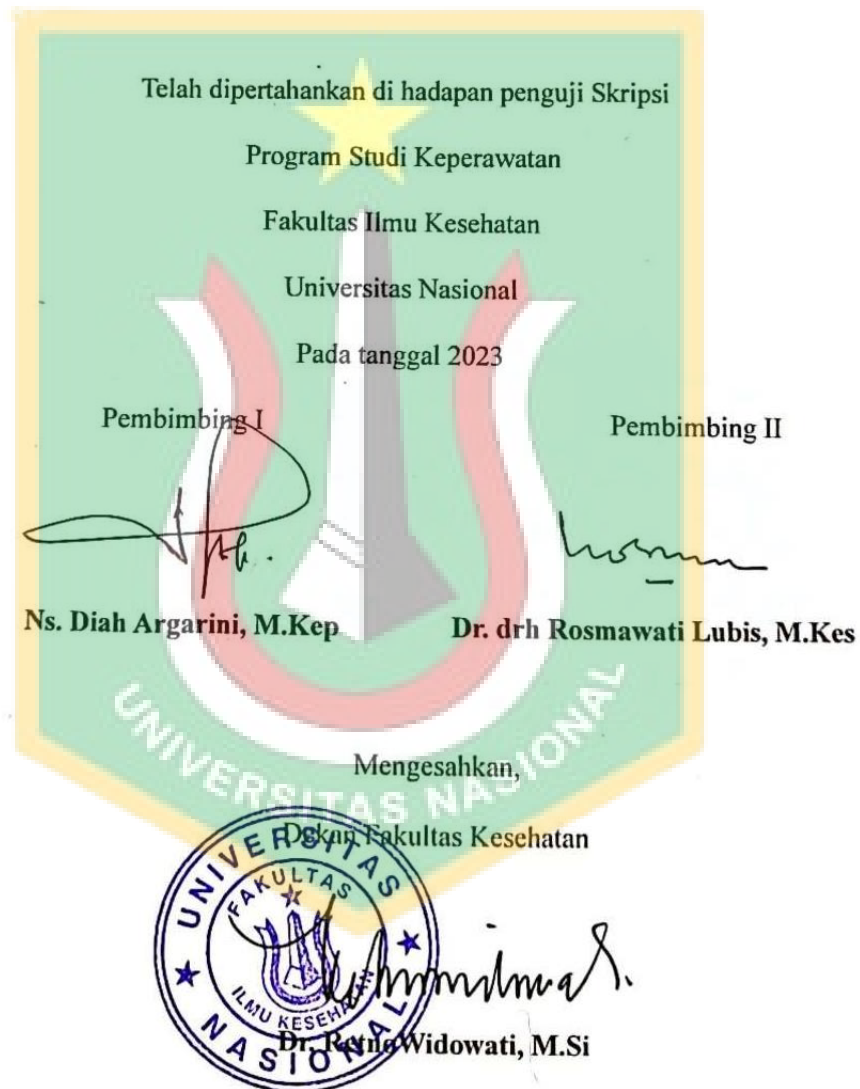 Telah dipertahankan di hadapan penguji Skripsi
Program Studi Keperawatan
Fakultas Ilmu Kesehatan
Universitas Nasional
Pada tanggal 2023
Pembimbing I
Pembimbing II
Ns. Diah Argarini, M.Kep
Dr. drh Rosmawati Lubis, M.Kes
UNIVERSITAS NASIONAL
Mengesahkan,
Dekan Fakultas Kesehatan
UNIVERSITAS NASIONAL
FAKULTAS
ILMU KESEHATAN
Dr. Retno Widowati, M.Si